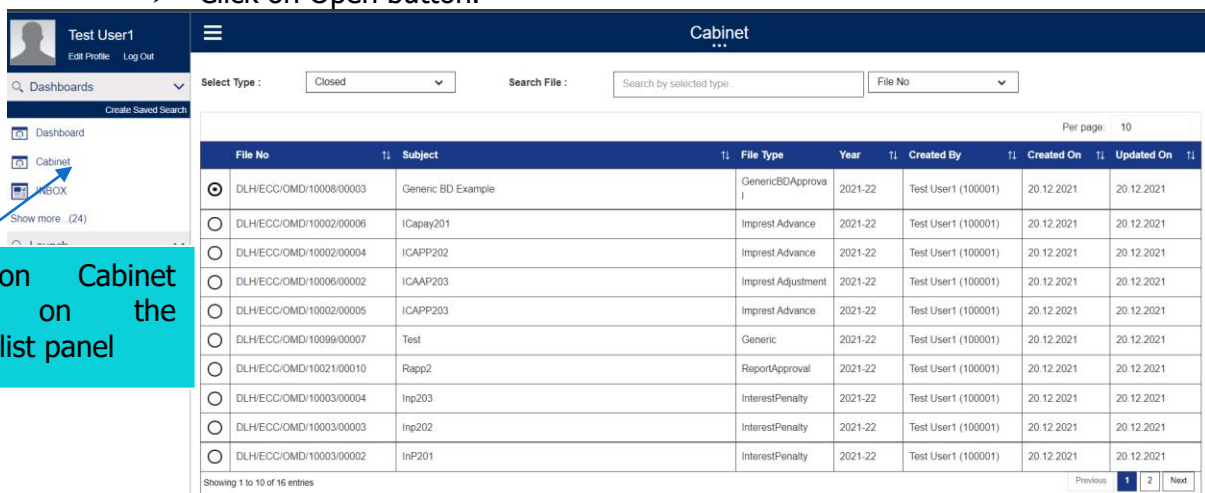 Click on Open button.
Test User1
Edit Profile Log Out
Cabinet
Dashboards
Create Saved Search
Dashboard
Cabinet
INBOX
Show more...(24)
on Cabinet
on the
list panel
Select Type : Closed Search File : Search by selected type.. File No
Per page: 10
File No Subject File Type Year Created By Created On Updated On
DLH/ECC/OMD/10008/00003 Generic BD Example GenericBDApproval 2021-22 Test User1 (100001) 20.12.2021 20.12.2021
DLH/ECC/OMD/10002/00006 ICapay201 Imprest Advance 2021-22 Test User1 (100001) 20.12.2021 20.12.2021
DLH/ECC/OMD/10002/00004 ICAPP202 Imprest Advance 2021-22 Test User1 (100001) 20.12.2021 20.12.2021
DLH/ECC/OMD/10006/00002 ICAAP203 Imprest Adjustment 2021-22 Test User1 (100001) 20.12.2021 20.12.2021
DLH/ECC/OMD/10002/00005 ICAPP203 Imprest Advance 2021-22 Test User1 (100001) 20.12.2021 20.12.2021
DLH/ECC/OMD/10099/00007 Test Generic 2021-22 Test User1 (100001) 20.12.2021 20.12.2021
DLH/ECC/OMD/10021/00010 Rapp2 ReportApproval 2021-22 Test User1 (100001) 20.12.2021 20.12.2021
DLH/ECC/OMD/10003/00004 Inp203 InterestPenalty 2021-22 Test User1 (100001) 20.12.2021 20.12.2021
DLH/ECC/OMD/10003/00003 Inp202 InterestPenalty 2021-22 Test User1 (100001) 20.12.2021 20.12.2021
DLH/ECC/OMD/10003/00002 InP201 InterestPenalty 2021-22 Test User1 (100001) 20.12.2021 20.12.2021
Showing 1 to 10 of 16 entries Previous 1 2 Next